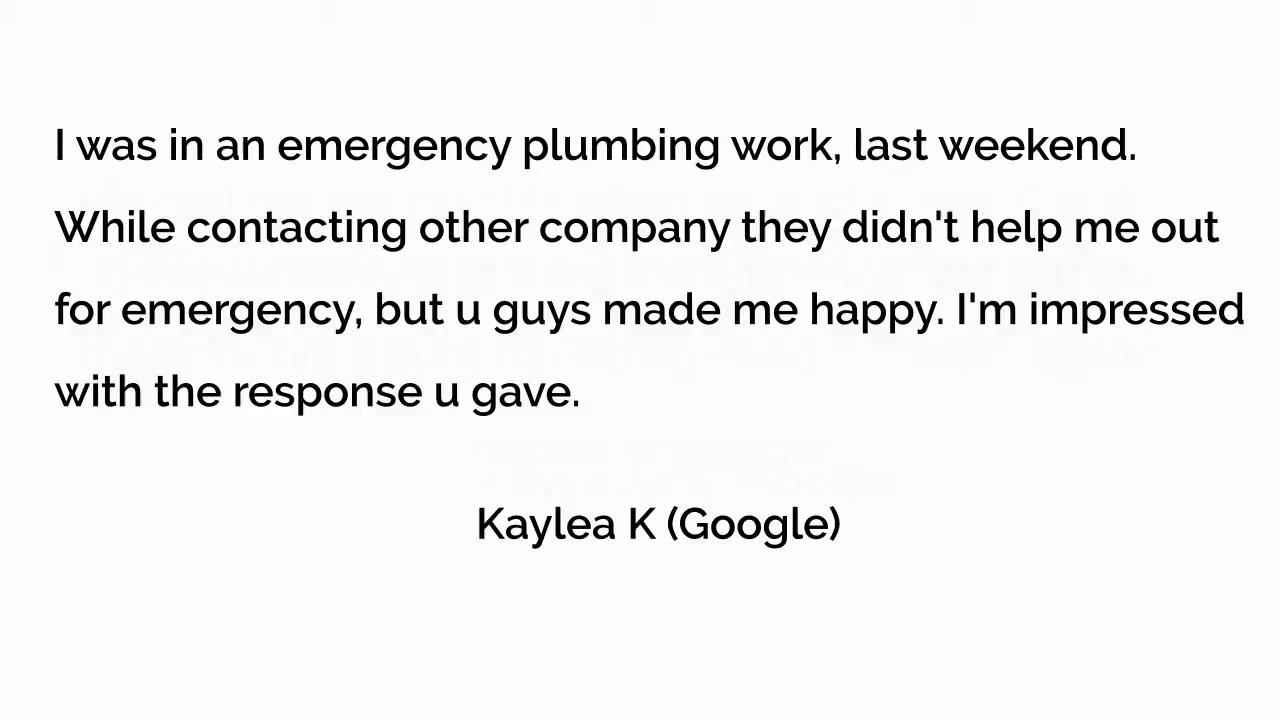 I was in an emergency plumbing work, last weekend.
While contacting other company they didn't help me out
for emergency, but u guys made me happy. I'm impressed
with the response u gave.
Kaylea K (Google)